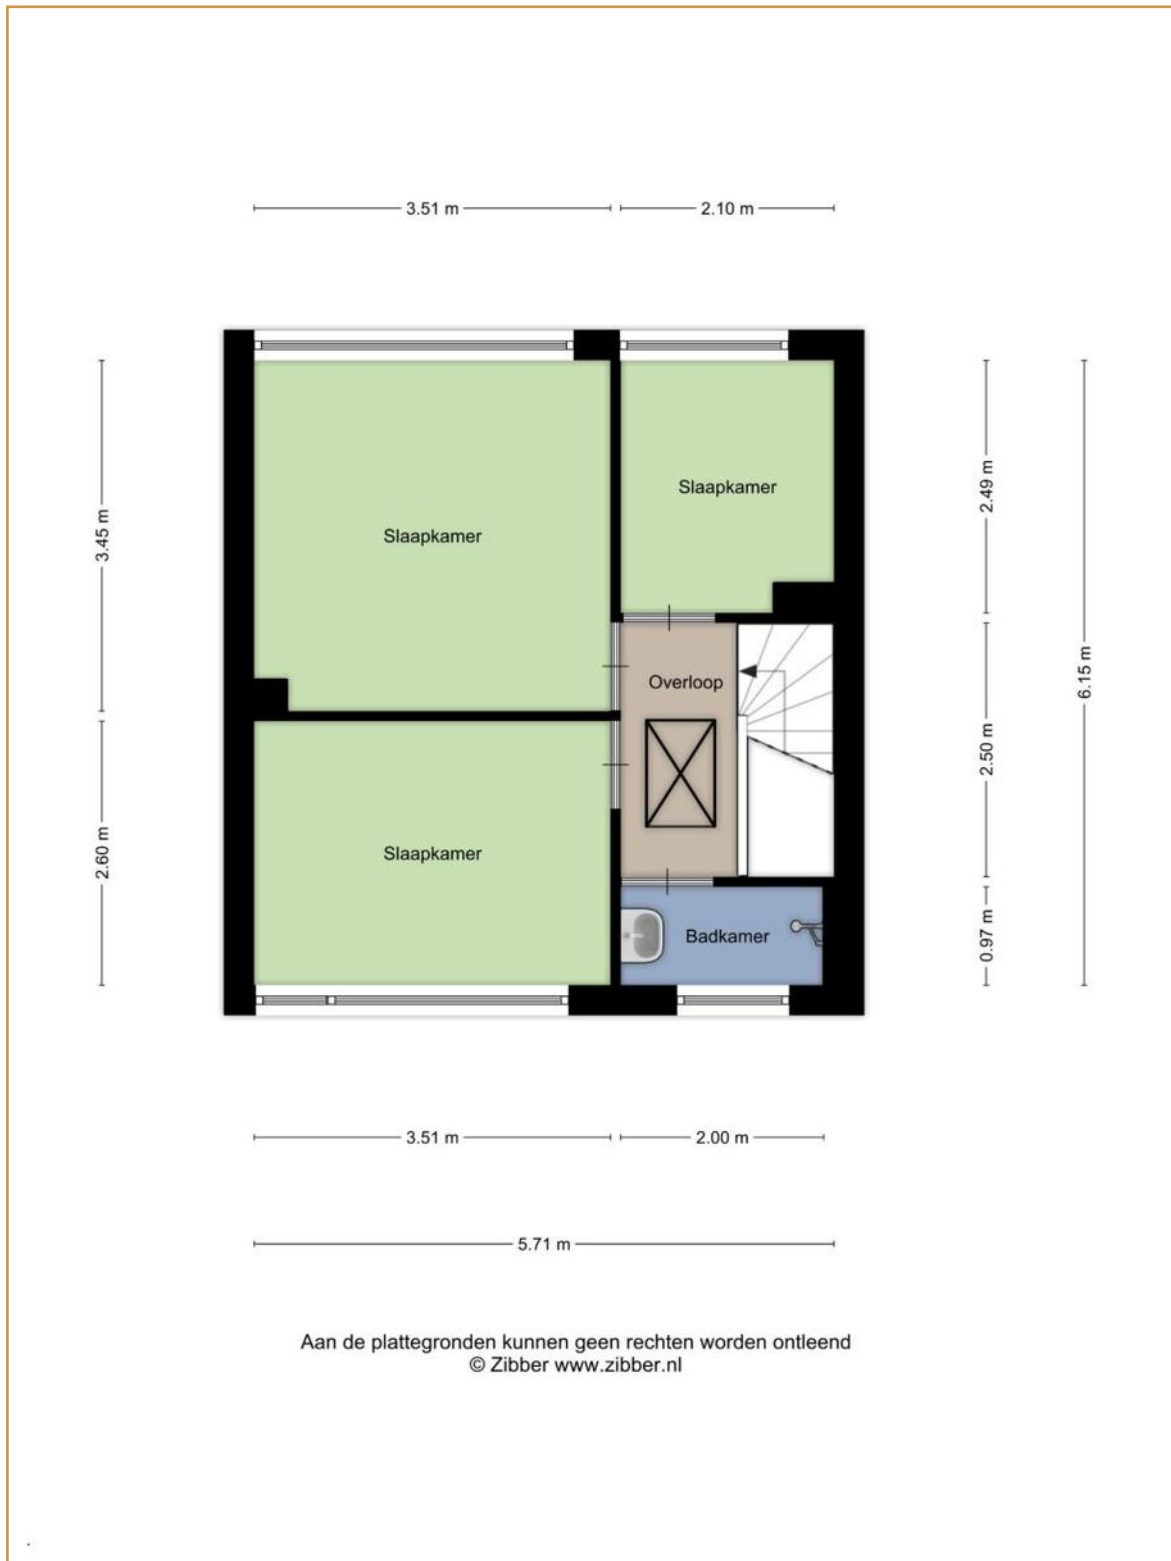 3.51 m
2.10 m
Slaapkamer
Slaapkamer
3.45 m
2.49 m
Overloop
6.15 m
2.50 m
Slaapkamer
2.60 m
Badkamer
0.97 m
3.51 m
2.00 m
5.71 m
Aan de plattegronden kunnen geen rechten worden ontleend
© Zibber www.zibber.nl